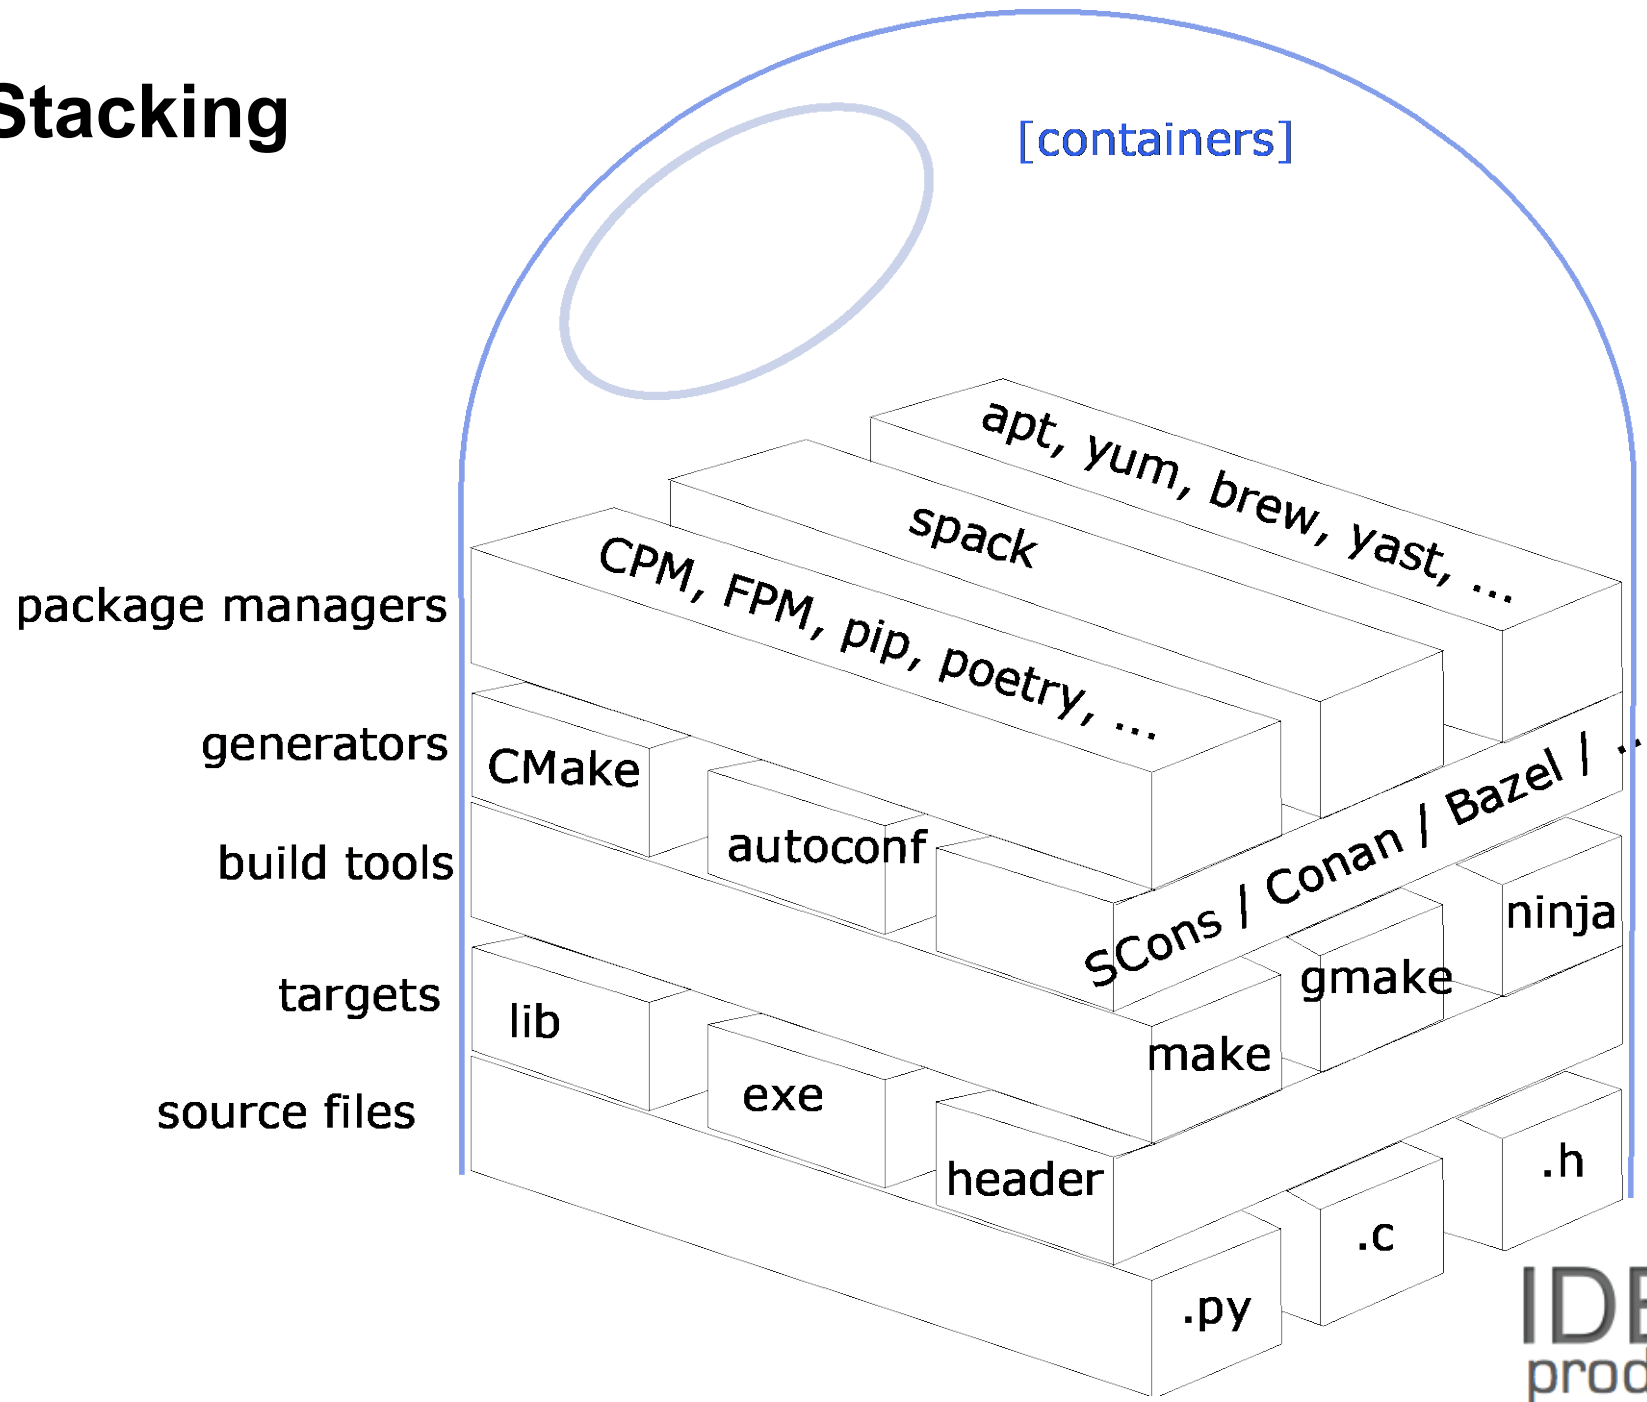 Stacking
[containers]
apt, yum, brew, yast, ...
spack
CPM, FPM, pip, poetry, ...
package managers
generators
CMake
autoconf
SCons / Conan / Bazel / ..
build tools
make
gmake
ninja
targets
lib
exe
header
source files
.py
.c
.h
IDE
prod